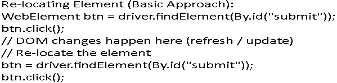 Re-locating Element (Basic Approach):
WebElement btn = driver.findElement(By.id("submit"));
btn.click();
// DOM changes happen here (refresh / update)
// Re-locate the element
btn = driver.findElement(By.id("submit"));
btn.click();